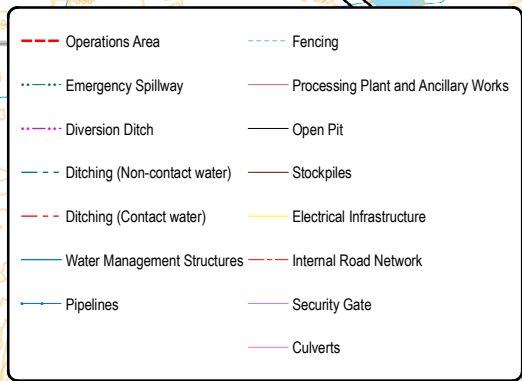 Operations Area
Emergency Spillway
Diversion Ditch
Ditching (Non-contact water)
Ditching (Contact water)
Water Management Structures
Pipelines
Fencing
Processing Plant and Ancillary Works
Open Pit
Stockpiles
Electrical Infrastructure
Internal Road Network
Security Gate
Culverts